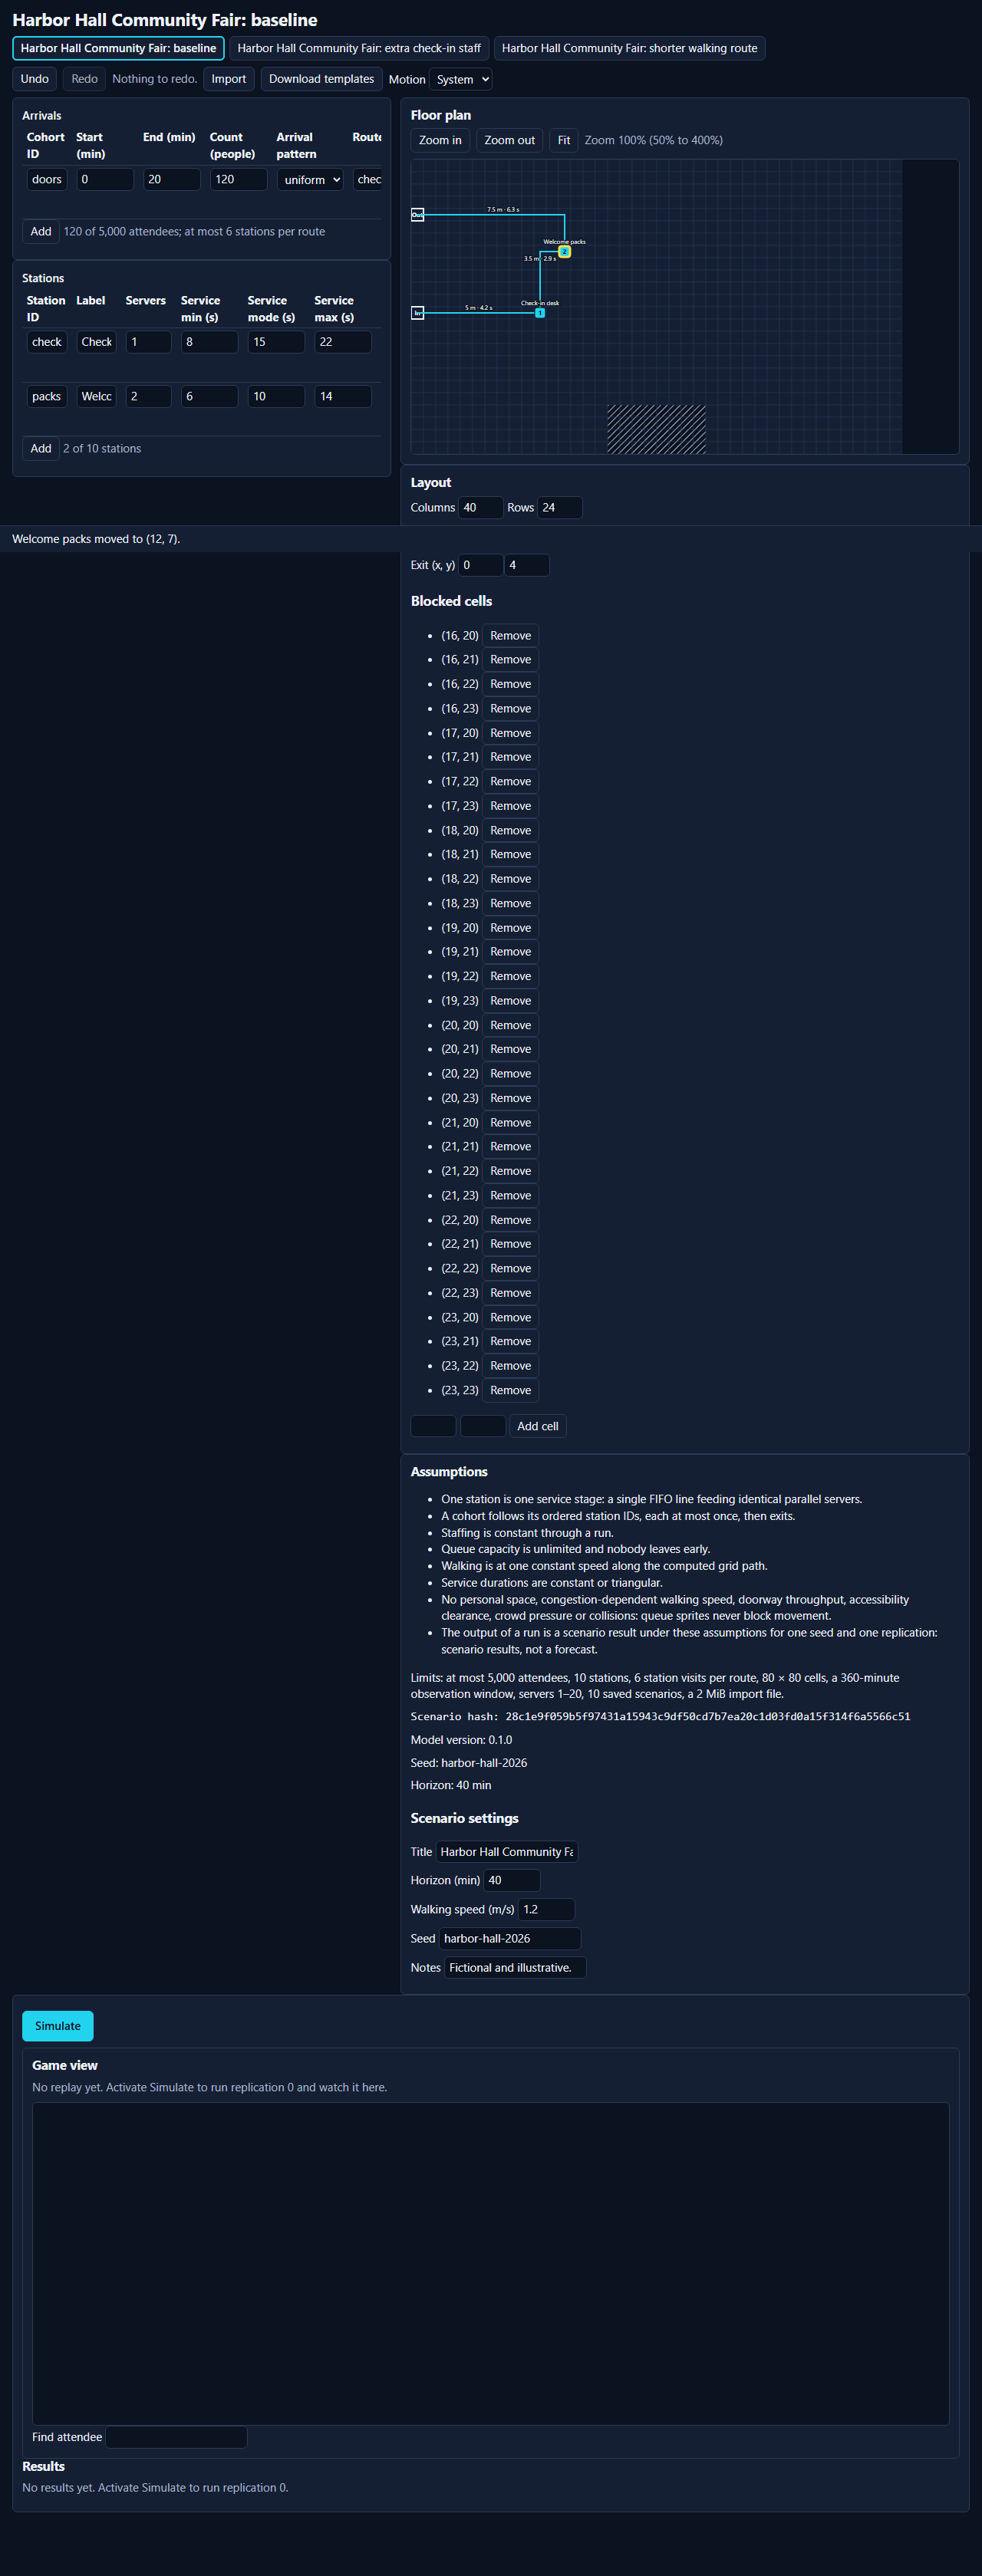 Harbor Hall Community Fair: baseline
Harbor Hall Community Fair: baseline
Harbor Hall Community Fair: extra check-in staff
Harbor Hall Community Fair: shorter walking route
Undo
Redo
Nothing to redo.
Import
Download templates
Motion
System
Arrivals
Cohort ID
Start (min)
End (min)
Count (people)
Arrival pattern
Route
doors
0
20
120
uniform
chec
Add
120 of 5,000 attendees; at most 6 stations per route
Stations
Station ID
Label
Servers
Service min (s)
Service mode (s)
Service max (s)
check
Check
1
8
15
22
packs
Welcc
2
6
10
14
Add
2 of 10 stations
Floor plan
Zoom in
Zoom out
Fit
Zoom 100% (50% to 400%)
Out
7.5 m · 6.3 s
Welcome packs
2
3.5 m · 2.9 s
Check-in desk
In
5 m · 4.2 s
1
Layout
Columns 40 Rows 24
Welcome packs moved to (12, 7).
Exit (x, y) 0 4
Blocked cells
(16, 20) Remove
(16, 21) Remove
(16, 22) Remove
(16, 23) Remove
(17, 20) Remove
(17, 21) Remove
(17, 22) Remove
(17, 23) Remove
(18, 20) Remove
(18, 21) Remove
(18, 22) Remove
(18, 23) Remove
(19, 20) Remove
(19, 21) Remove
(19, 22) Remove
(19, 23) Remove
(20, 20) Remove
(20, 21) Remove
(20, 22) Remove
(20, 23) Remove
(21, 20) Remove
(21, 21) Remove
(21, 22) Remove
(21, 23) Remove
(22, 20) Remove
(22, 21) Remove
(22, 22) Remove
(22, 23) Remove
(23, 20) Remove
(23, 21) Remove
(23, 22) Remove
(23, 23) Remove
Add cell
Assumptions
One station is one service stage: a single FIFO line feeding identical parallel servers.
A cohort follows its ordered station IDs, each at most once, then exits.
Staffing is constant through a run.
Queue capacity is unlimited and nobody leaves early.
Walking is at one constant speed along the computed grid path.
Service durations are constant or triangular.
No personal space, congestion-dependent walking speed, doorway throughput, accessibility
clearance, crowd pressure or collisions: queue sprites never block movement.
The output of a run is a scenario result under these assumptions for one seed and one replication:
scenario results, not a forecast.
Limits: at most 5,000 attendees, 10 stations, 6 station visits per route, 80 × 80 cells, a 360-minute
observation window, servers 1–20, 10 saved scenarios, a 2 MiB import file.
Scenario hash: 28c1e9f059b5f97431a15943c9df50cd7b7ea20c1d03fd0a15f314f6a5566c51
Model version: 0.1.0
Seed: harbor-hall-2026
Horizon: 40 min
Scenario settings
Title Harbor Hall Community Fa
Horizon (min) 40
Walking speed (m/s) 1.2
Seed harbor-hall-2026
Notes Fictional and illustrative.
Simulate
Game view
No replay yet. Activate Simulate to run replication 0 and watch it here.
Find attendee
Results
No results yet. Activate Simulate to run replication 0.